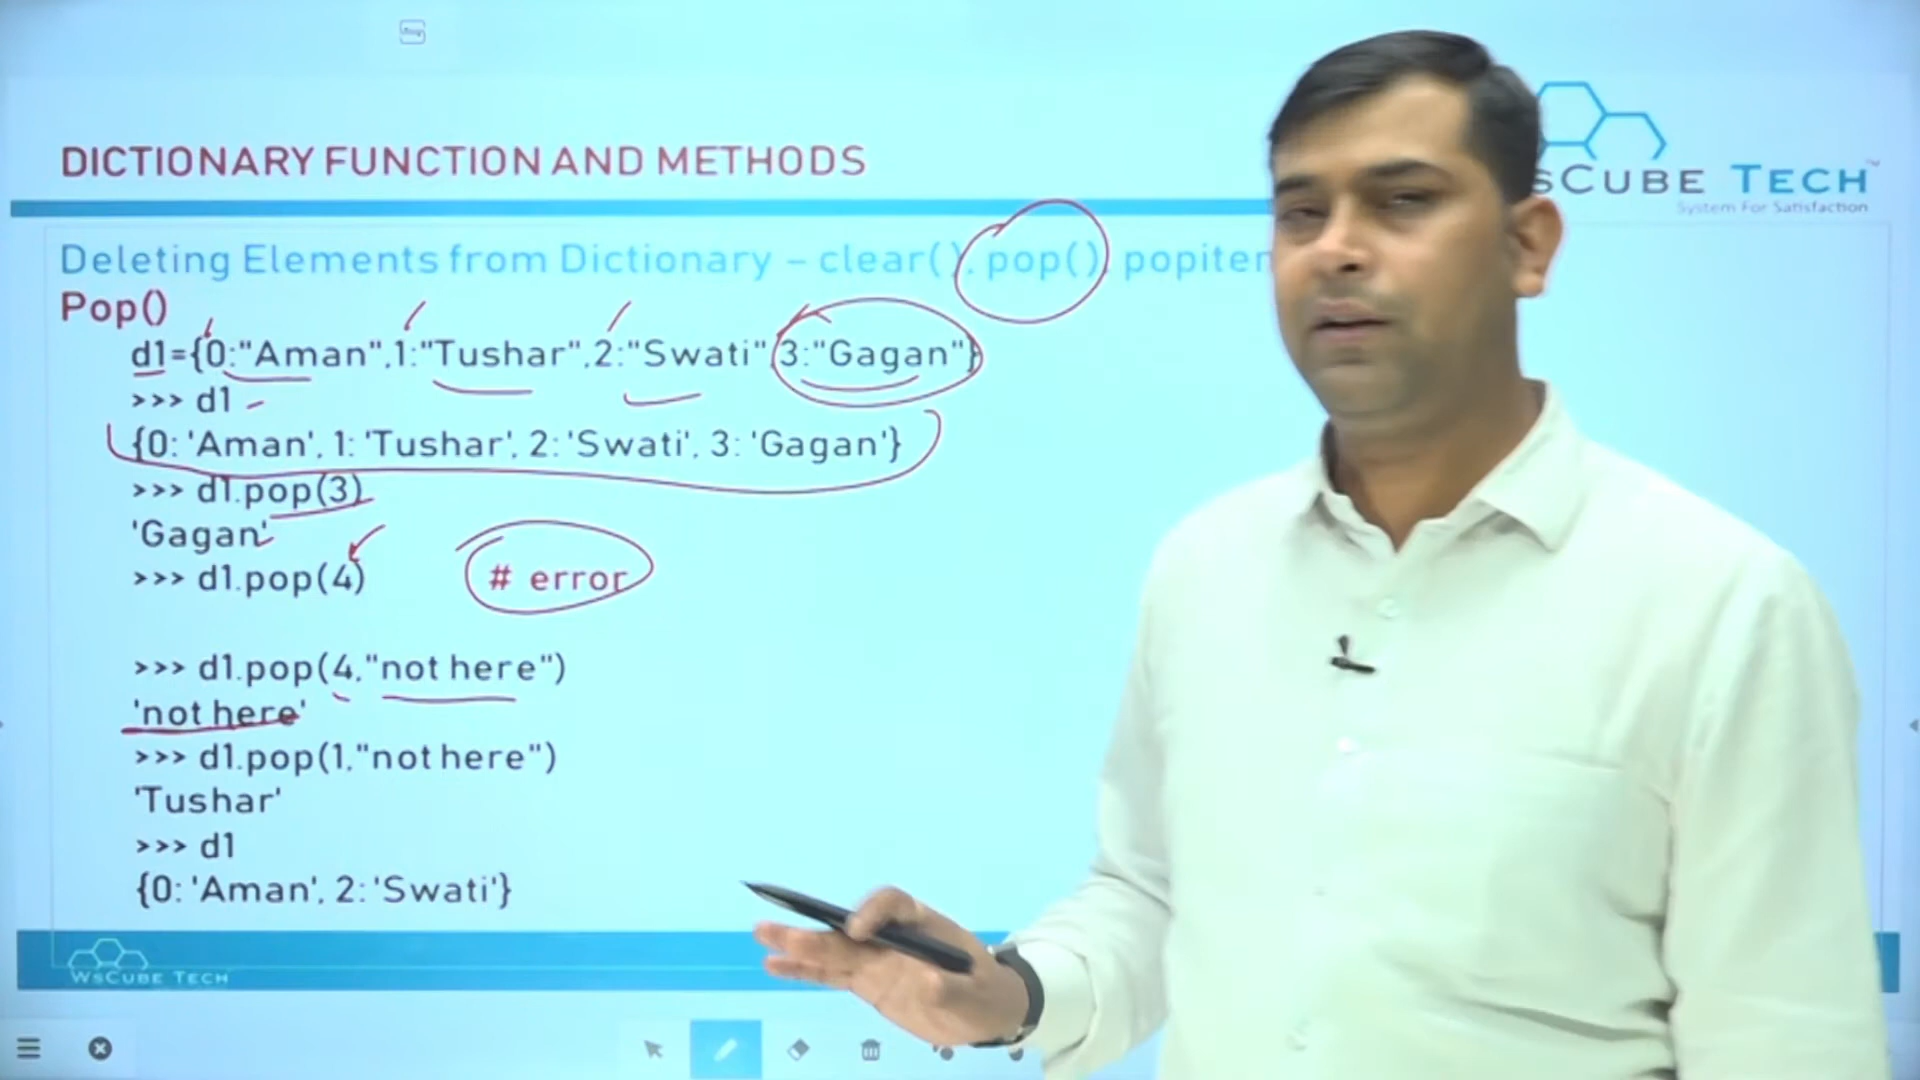 DICTIONARY FUNCTION AND METHODS
sCUBE TECH™
System For Satisfaction
Deleting Elements from Dictionary – clear(), pop(), popiten
Pop()
d1={0:"Aman",1:"Tushar",2:"Swati",3:"Gagan"}
>>> d1
{0: 'Aman', 1: 'Tushar', 2: 'Swati', 3: 'Gagan'}
>>> d1.pop(3)
'Gagan'
>>> d1.pop(4)   # error
>>> d1.pop(4,"not here")
'not here'
>>> d1.pop(1,"not here")
'Tushar'
>>> d1
{0: 'Aman', 2: 'Swati'}
WSCUBE TECH